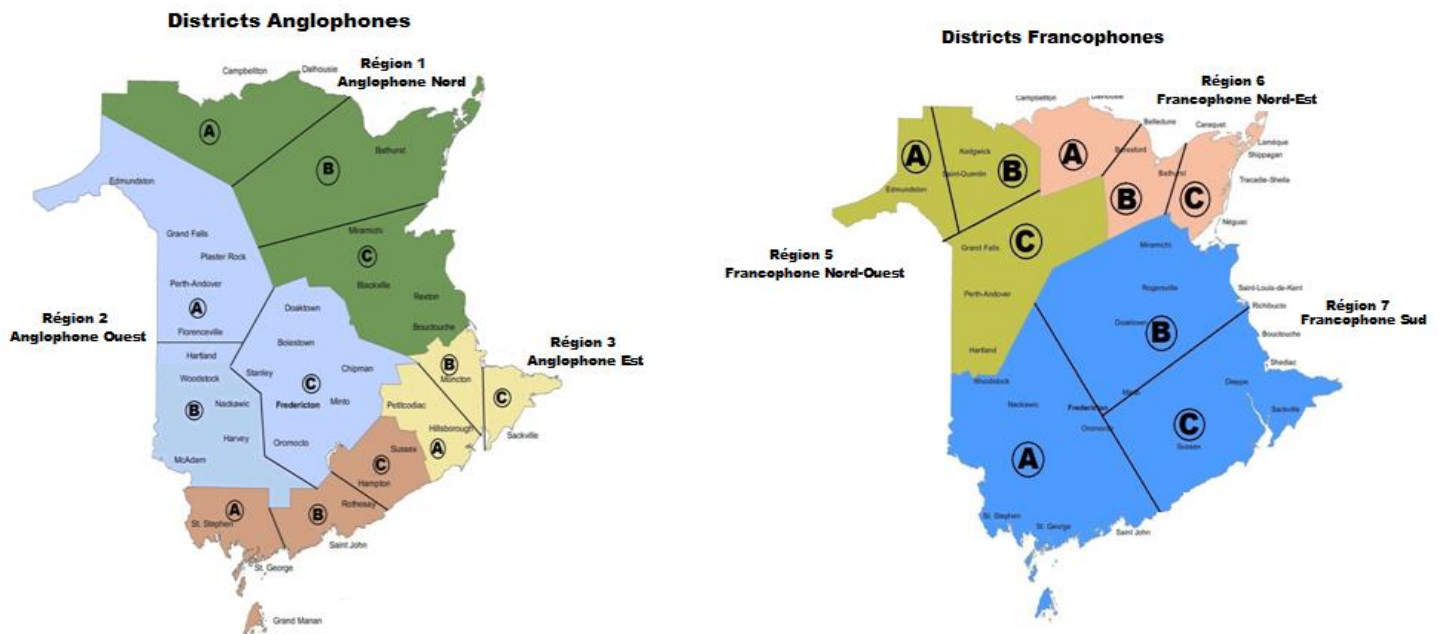 Districts Anglophones
Campbellton
Dalhousie
Région 1
Anglophone Nord
A
B
Bathurst
Edmundston
Grand Falls
Plaster Rock
Perth-Andover
A
Florenceville
Région 2
Anglophone Ouest
Miramichi
C
Blackville
Rexton
Bouctouche
Doaktown
Boiestown
Chipman
Stanley
C
Fredericton
Minto
Oromocto
Hartland
Woodstock
Nackawic
B
Harvey
McAdam
Région 3
Anglophone Est
B
Moncton
C
Petitcodiac
Hillsborough
A
Sackville
Sussex
C
Hampton
Rothesay
B
A
St. Stephen
Saint John
St. George
Grand Manan
Districts Francophones
Région 6
Francophone Nord-Est
Campbellton
Belledune
Caraquet
Lamèque
Shippagan
Tracadie-Sheila
Néguac
A
Beresford
Bathurst
B
C
A
Kedgwick
B
Saint-Quentin
Edmundston
Grand Falls
C
Région 5
Francophone Nord-Ouest
Perth-Andover
Hartland
Woodstock
Miramichi
Rogersville
Doaktown
B
Saint-Louis-de-Kent
Richibucto
Région 7
Francophone Sud
Bouctouche
Shediac
Dieppe
Sackville
Minto
Nackawic
Fredericton
Oromocto
C
Sussex
A
St. Stephen
St. George
Saint John